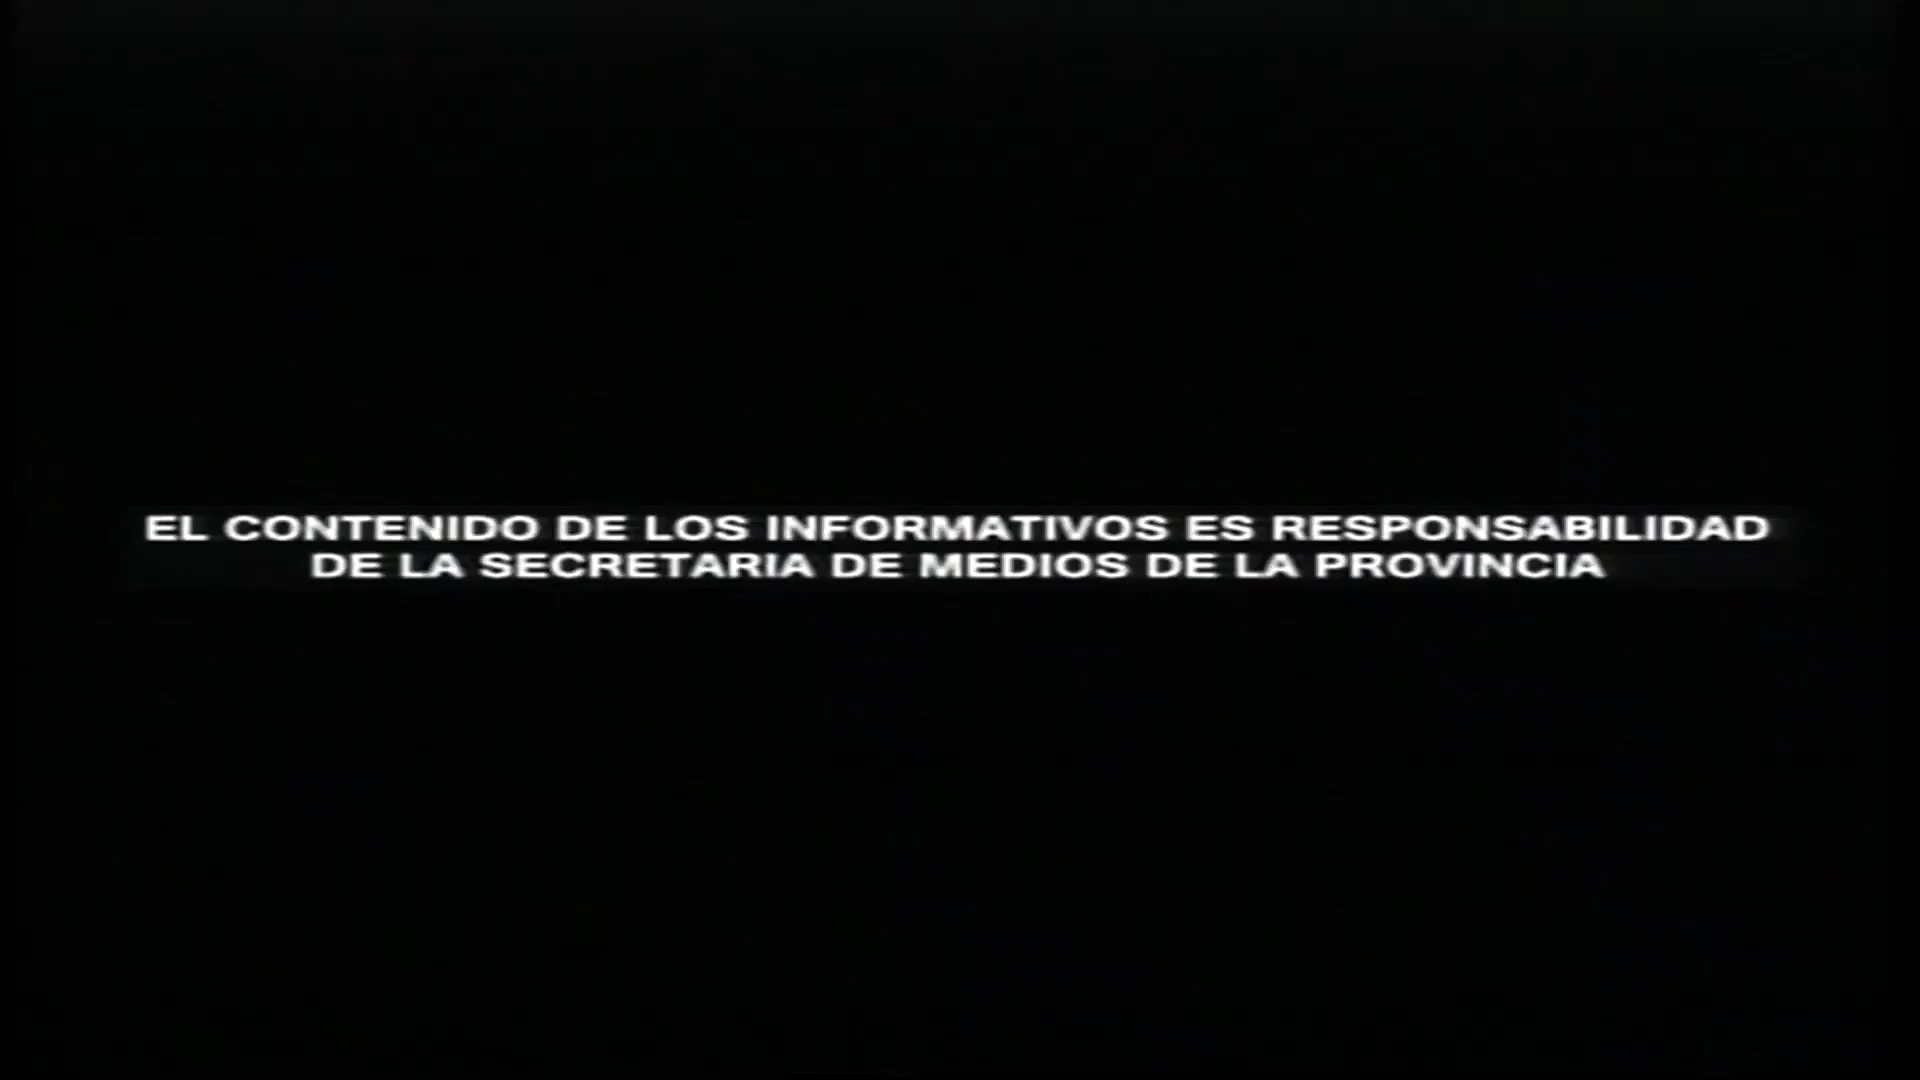 EL CONTENIDO DE LOS INFORMATIVOS ES RESPONSABILIDAD
DE LA SECRETARIA DE MEDIOS DE LA PROVINCIA